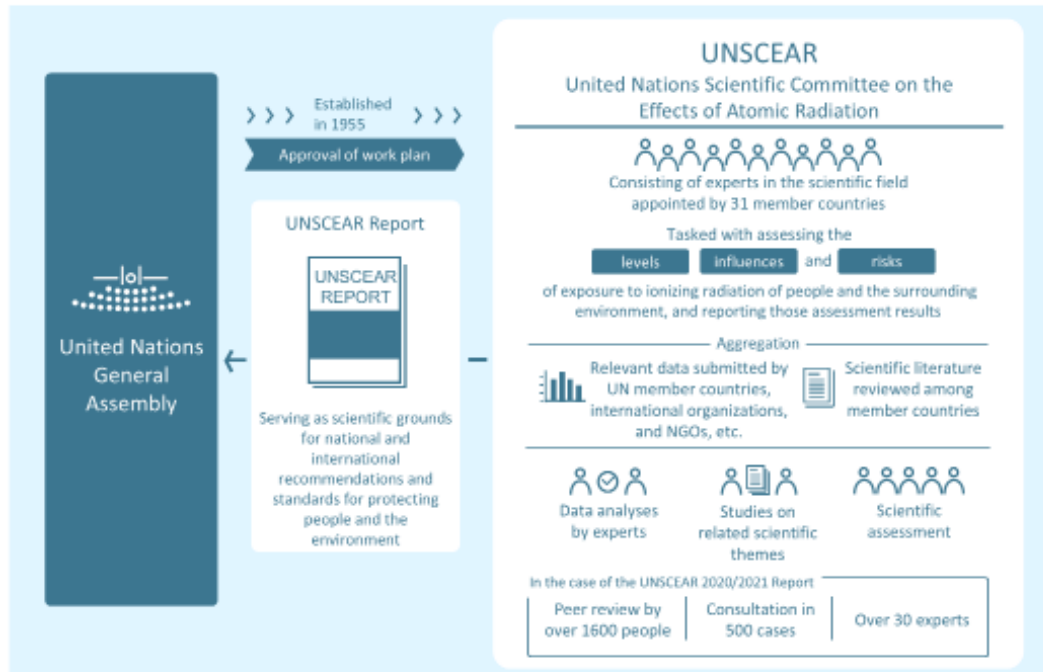 United Nations
General
Assembly
Established
in 1955
Approval of work plan
UNSCEAR Report
UNSCEAR
REPORT
Serving as scientific grounds
for national and
international
recommendations and
standards for protecting
people and the
environment
UNSCEAR
United Nations Scientific Committee on the
Effects of Atomic Radiation
Consisting of experts in the scientific field
appointed by 31 member countries
Tasked with assessing the
levels influences and risks
of exposure to ionizing radiation of people and the surrounding
environment, and reporting those assessment results
Aggregation
Relevant data submitted by
UN member countries,
international organizations,
and NGOs, etc.
Scientific literature
reviewed among
member countries
Data analyses
by experts
Studies on
related scientific
themes
Scientific
assessment
In the case of the UNSCEAR 2020/2021 Report
Peer review by
over 1600 people
Consultation in
500 cases
Over 30 experts